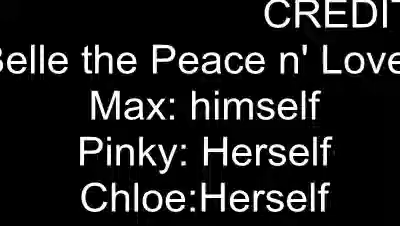 CREDIT
Belle the Peace n' Love
Max: himself
Pinky: Herself
Chloe:Herself